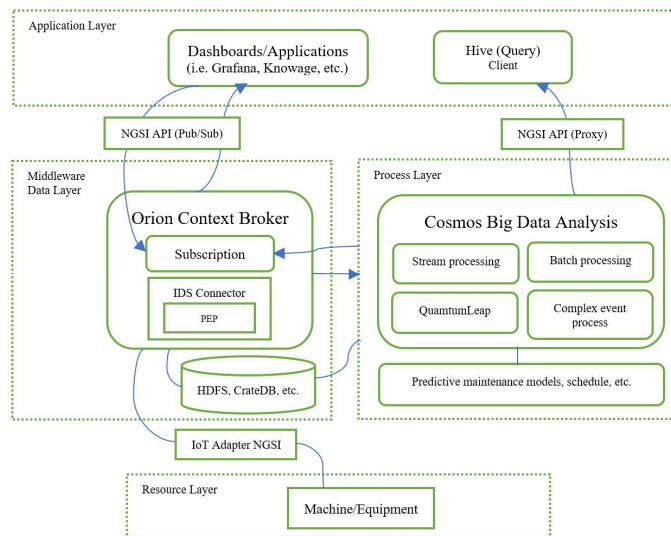 Application Layer
Dashboards/Applications
(i.e. Grafana, Knowage, etc.)
Hive (Query)
Client
NGSI API (Pub/Sub)
NGSI API (Proxy)
Middleware
Data Layer
Process Layer
Orion Context Broker
Subscription
IDS Connector
PEP
Cosmos Big Data Analysis
Stream processing
Batch processing
QuamtumLeap
Complex event
process
HDFS, CrateDB, etc.
Predictive maintenance models, schedule, etc.
IoT Adapter NGSI
Resource Layer
Machine/Equipment